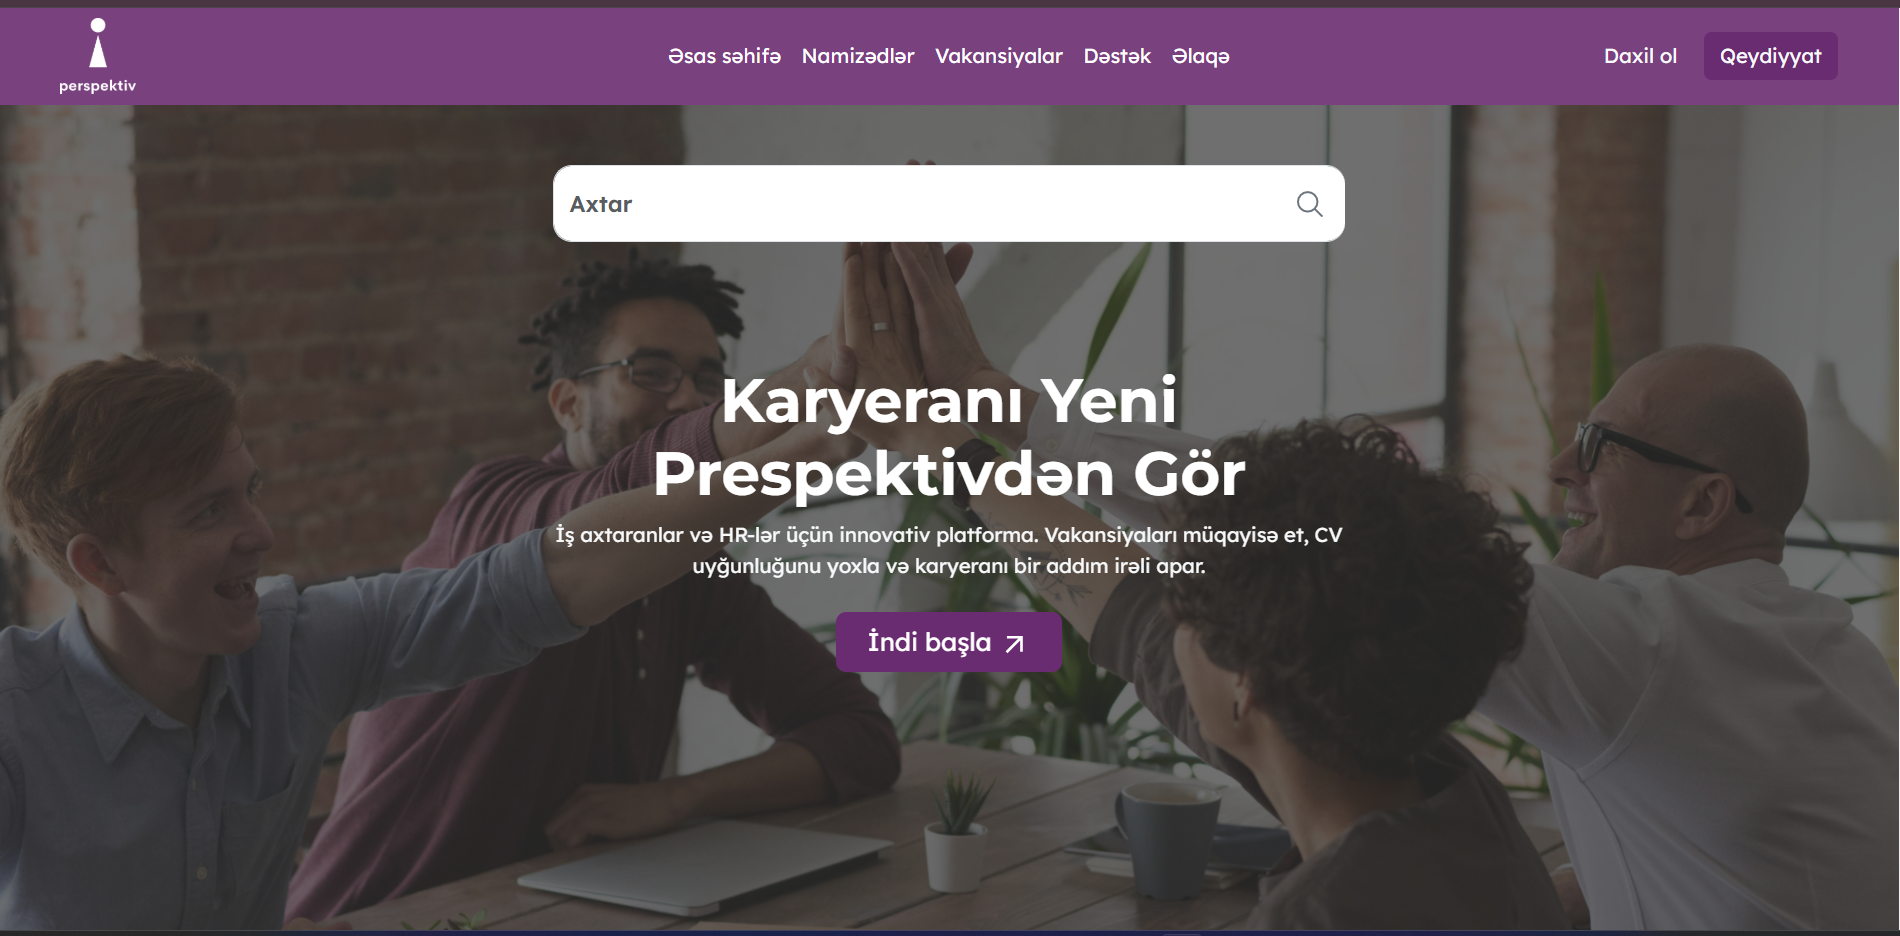 perspektiv
Əsas səhifə Namizədlər Vakansiyalar Dəstək Əlaqə
Daxil ol Qeydiyyat
Axtar
Karyeranı Yeni
Prespektivdən Gör
İş axtaranlar və HR-lər üçün innovativ platforma. Vakansiyaları müqayisə et, CV
uyğunluğunu yoxla və karyeranı bir addım irəli apar.
İndi başla